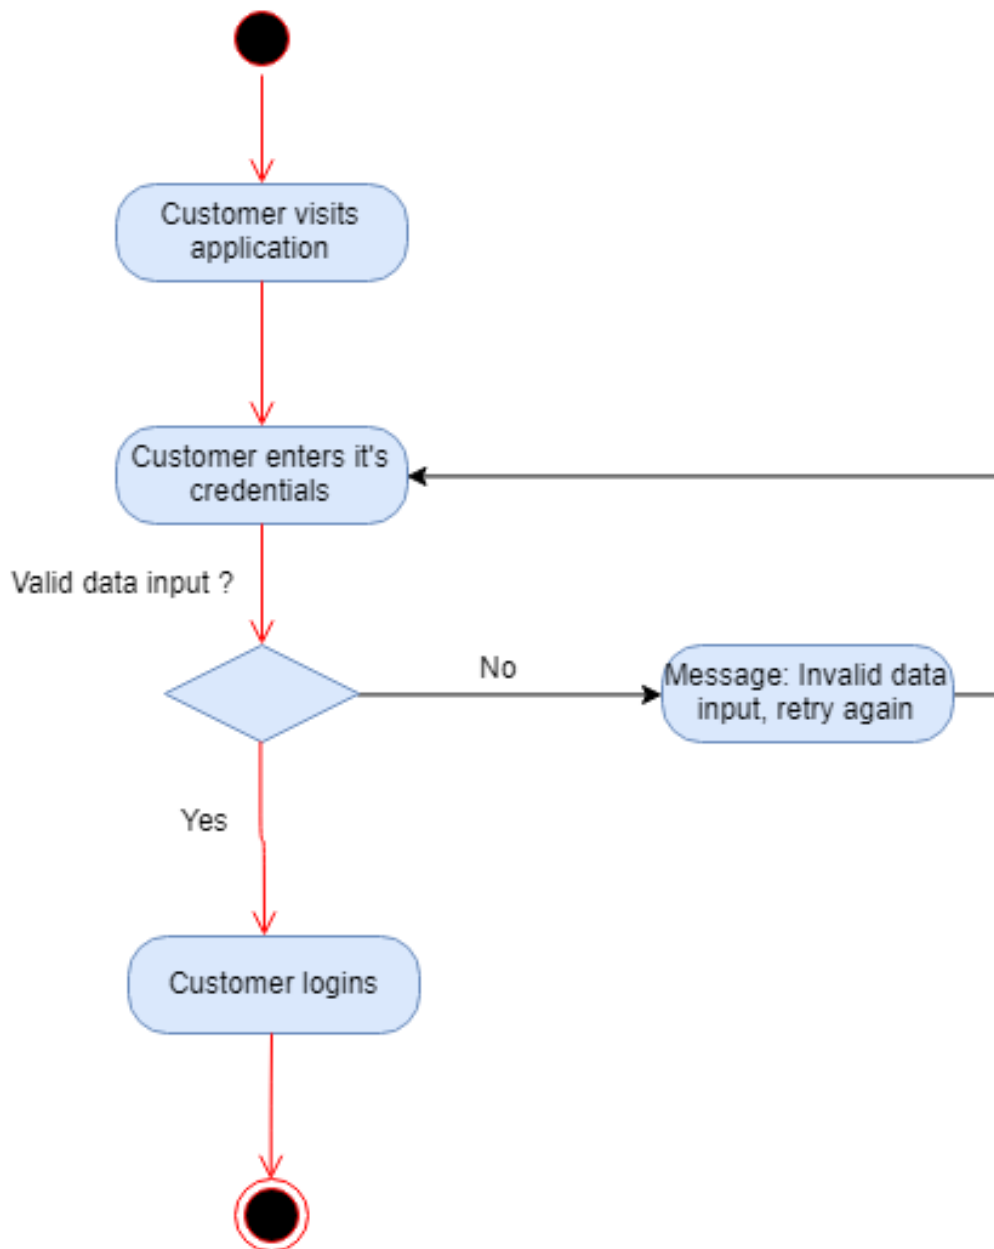 Customer visits
application
Customer enters it's
credentials
Valid data input ?
No
Message: Invalid data
input, retry again
Yes
Customer logins